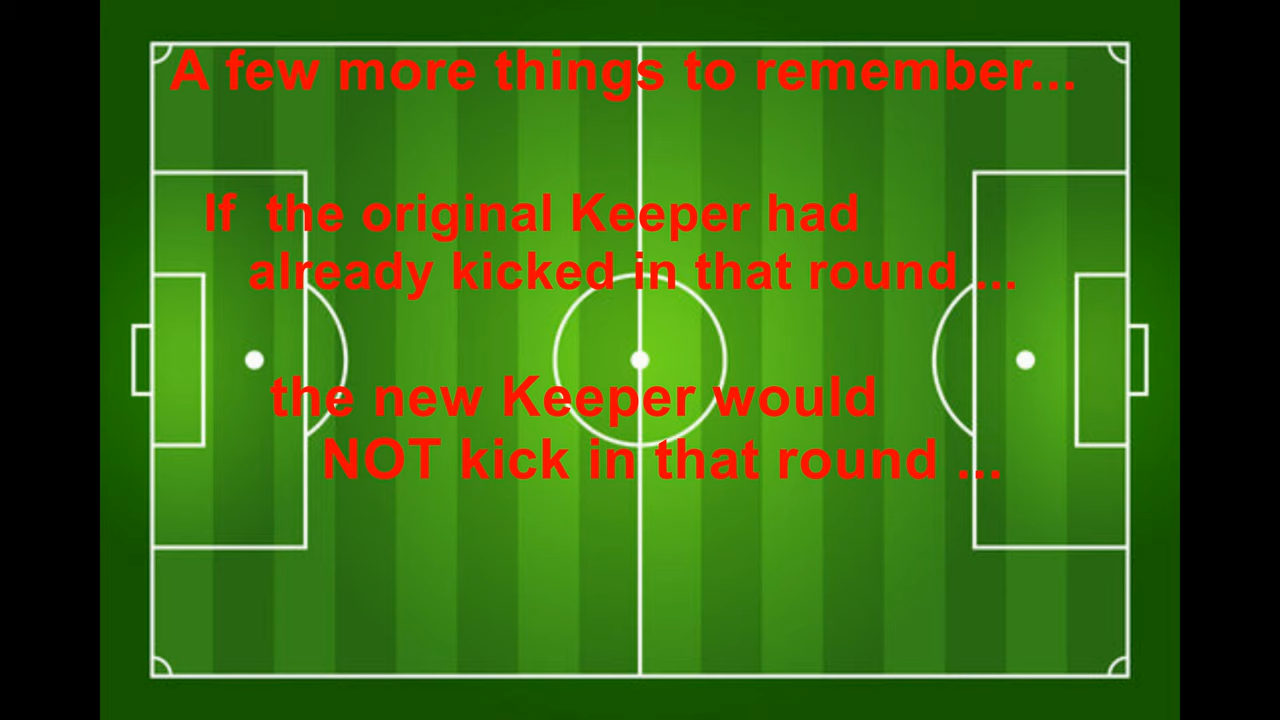 A few more things to remember...
If the original Keeper had
already kicked in that round ...
the new Keeper would
NOT kick in that round ...